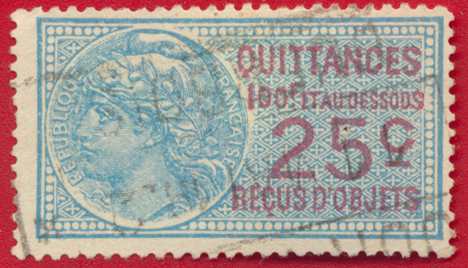 RÉPUBLIQUE FRANÇAISE
QUITTANCES
100F ET AU DESSOUS
25c
REÇUS D'OBJETS